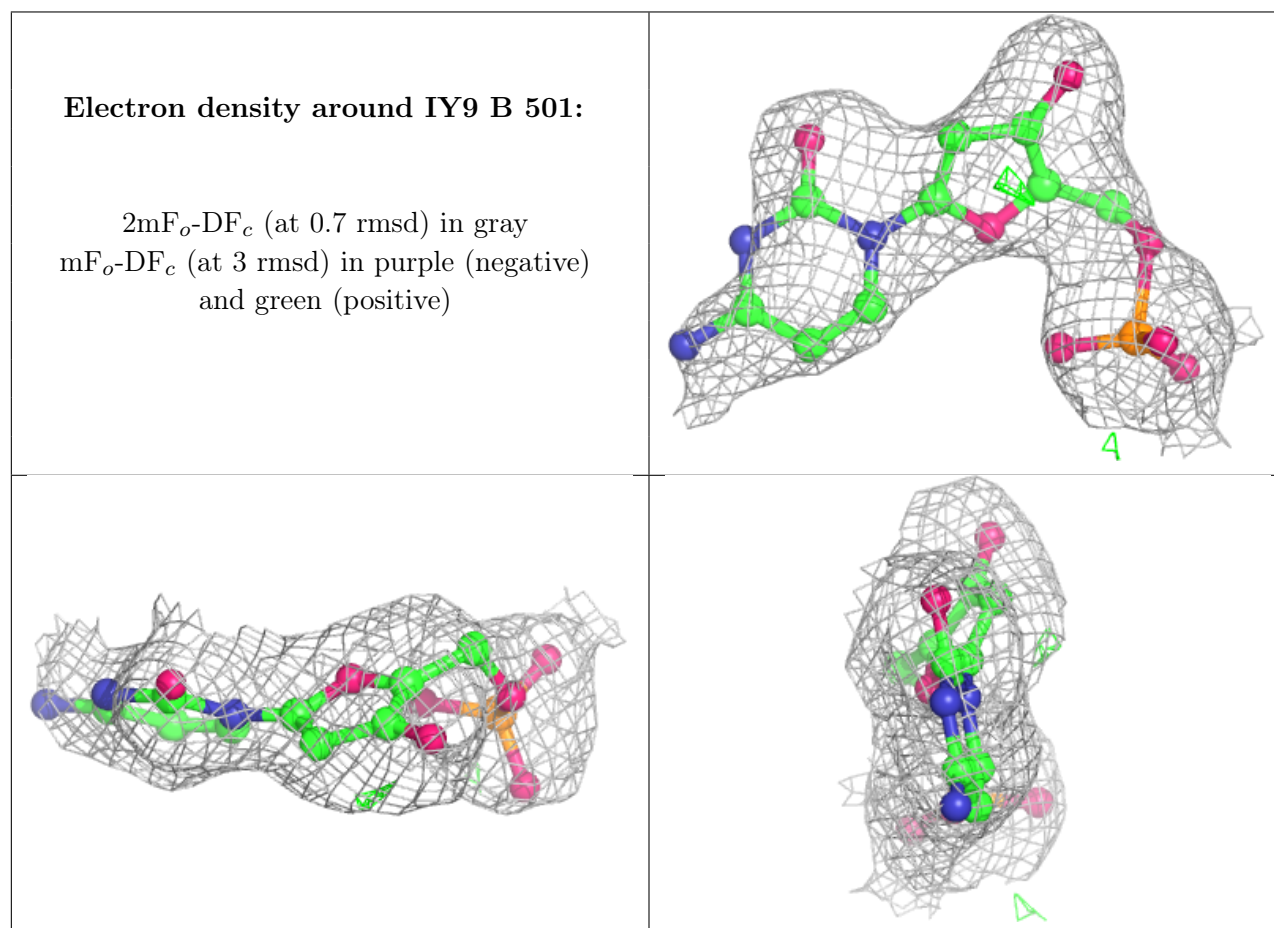 Electron density around IY9 B 501:
2mFo-DFc (at 0.7 rmsd) in gray
mFo-DFc (at 3 rmsd) in purple (negative)
and green (positive)